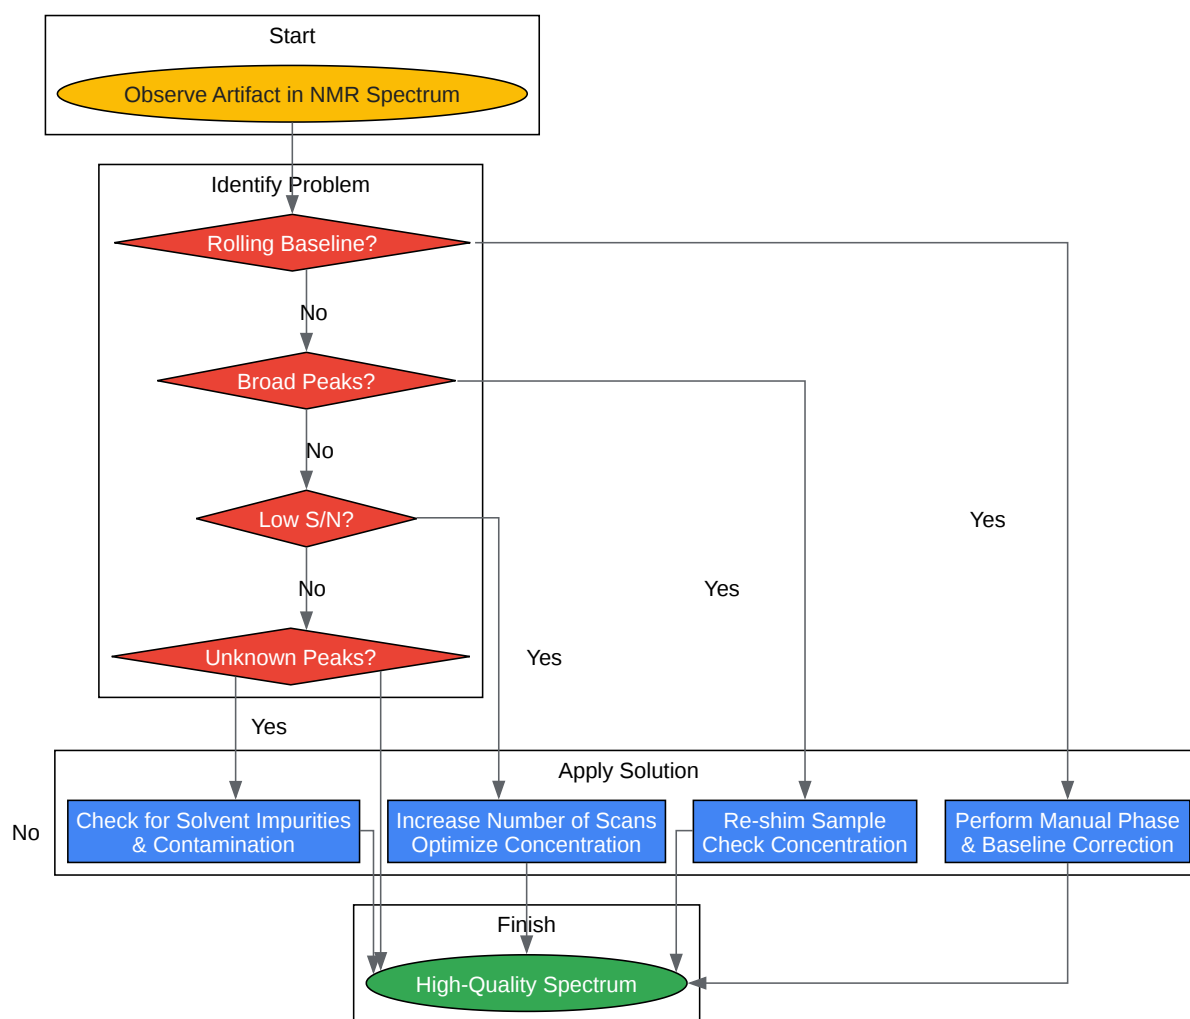 Start
Observe Artifact in NMR Spectrum
Identify Problem
Rolling Baseline?
No
Broad Peaks?
No
Low S/N?
Yes
No
Yes
Unknown Peaks?
Yes
Yes
Apply Solution
Check for Solvent Impurities
& Contamination
Increase Number of Scans
Optimize Concentration
Re-shim Sample
Check Concentration
Perform Manual Phase
& Baseline Correction
No
Finish
High-Quality Spectrum